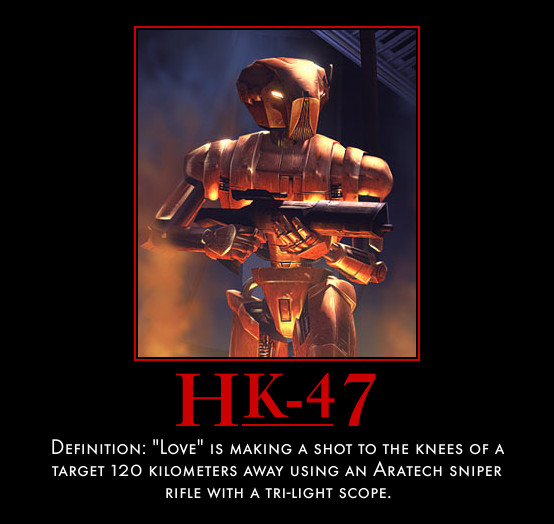 HK-47
Definition: "Love" is making a shot to the knees of a
target 120 kilometers away using an Aratech sniper
rifle with a tri-light scope.